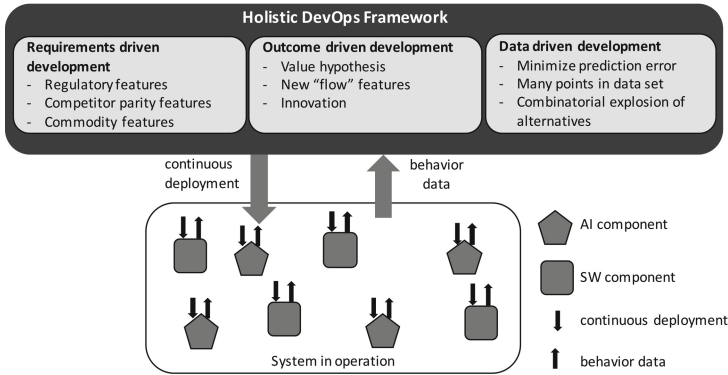 Holistic DevOps Framework
Requirements driven
development
- Regulatory features
- Competitor parity features
- Commodity features
Outcome driven development
- Value hypothesis
- New “flow” features
- Innovation
Data driven development
- Minimize prediction error
- Many points in data set
- Combinatorial explosion of
alternatives
continuous
deployment
behavior
data
AI component
SW component
continuous deployment
behavior data
System in operation